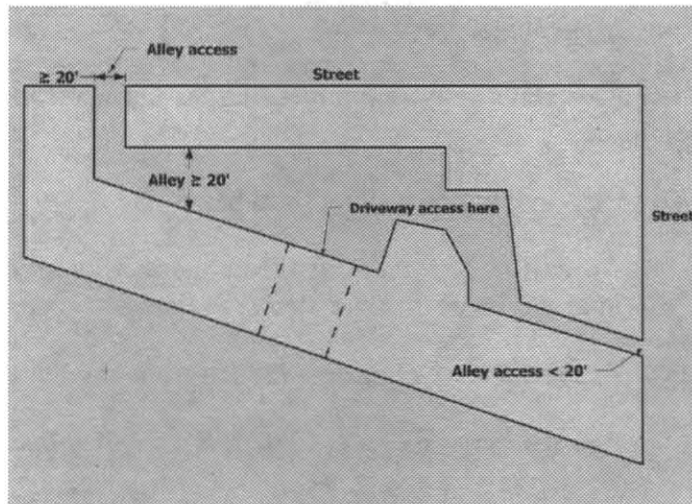 Alley access
≥ 20'
Street
Alley ≥ 20'
Driveway access here
Street
Alley access < 20'